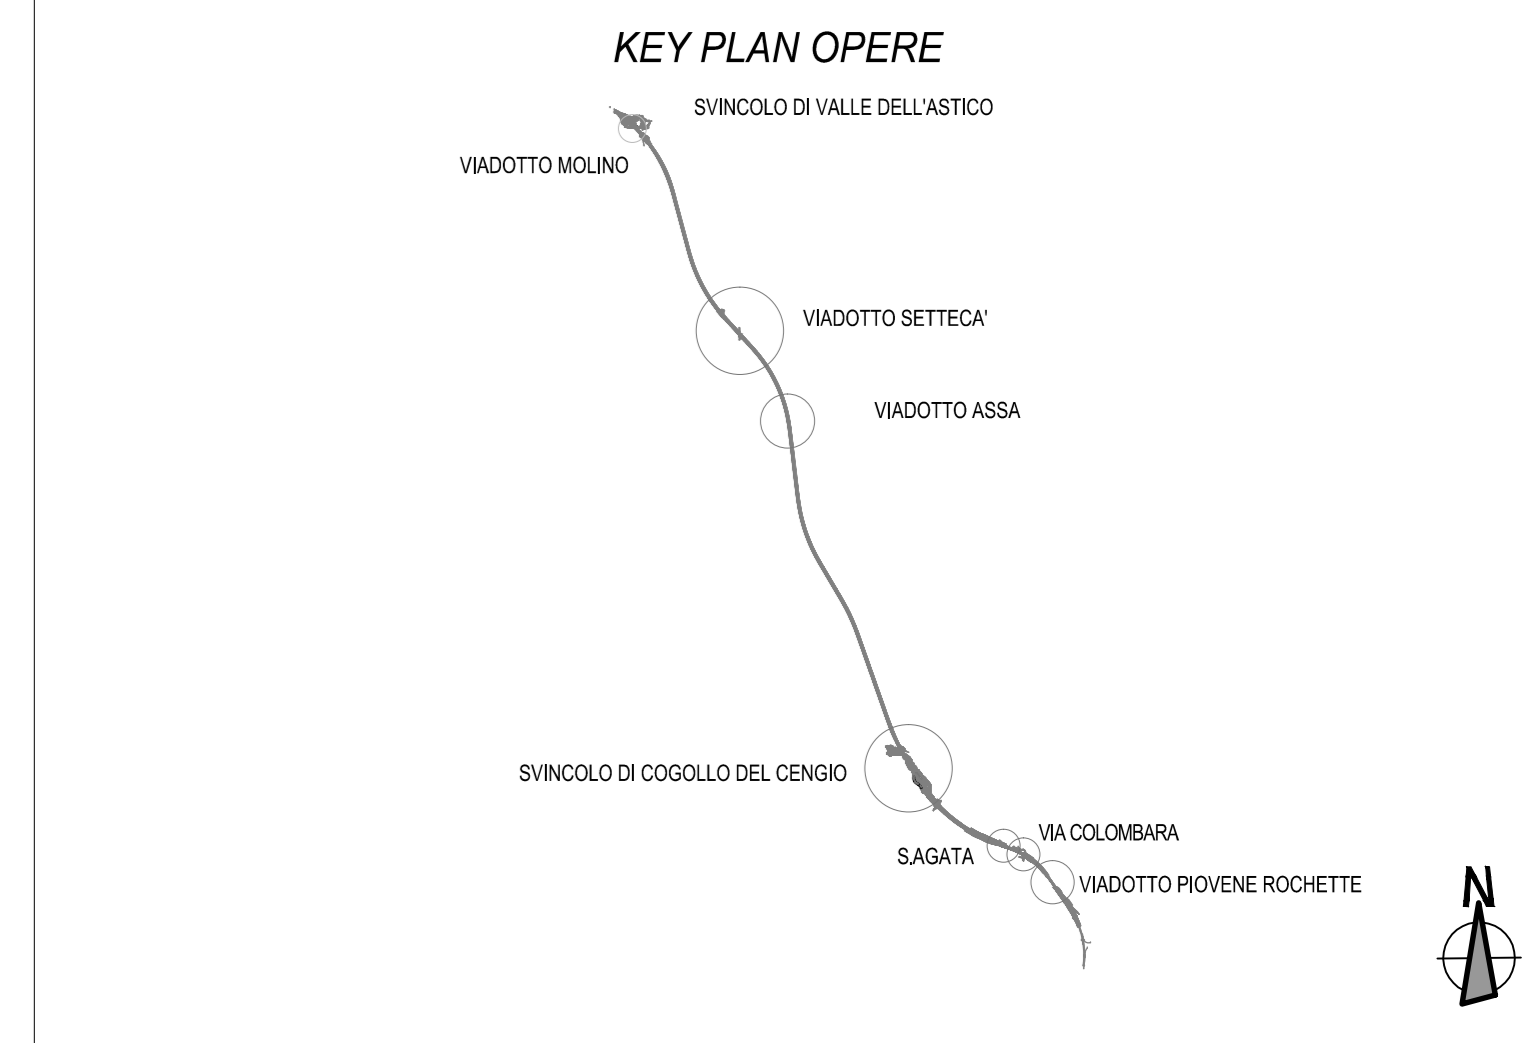 KEY PLAN OPERE
SVINCOLO DI VALLE DELL'ASTICO
VIADOTTO MOLINO
VIADOTTO SETTECA'
VIADOTTO ASSA
SVINCOLO DI COGOLLO DEL CENGIO
VIA COLOMBARA
S.AGATA
VIADOTTO PIOVENE ROCHETTE
N